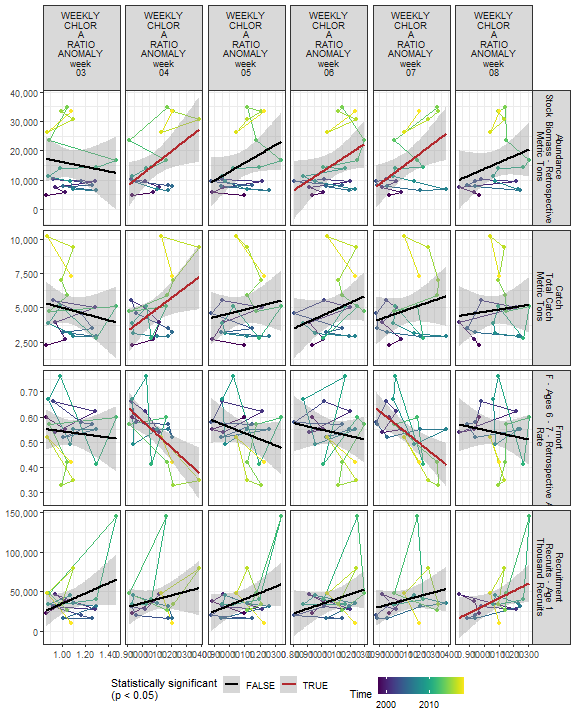 WEEKLY WEEKLY WEEKLY WEEKLY WEEKLY WEEKLY
CHLOR CHLOR CHLOR CHLOR CHLOR CHLOR
A A A A A A
RATIO RATIO RATIO RATIO RATIO RATIO
ANOMALY ANOMALY ANOMALY ANOMALY ANOMALY ANOMALY
week week week week week week
03 04 05 06 07 08
40,000
30,000
20,000
10,000
0
Abundance
Stock Biomass - Retrospective
Metric Tons
10,000
7,500
5,000
2,500
Catch
Total Catch
Metric Tons
0.70
0.60
0.50
0.40
0.30
Fmort
F - Ages 6 - 7 - Retrospective A
Rate
150,000
100,000
50,000
0
Recruitment
Recruits - Age 1
Thousand Recruits
1.00 1.20 1.40
Statistically significant
(p < 0.05)
FALSE TRUE
Time
2000 2010